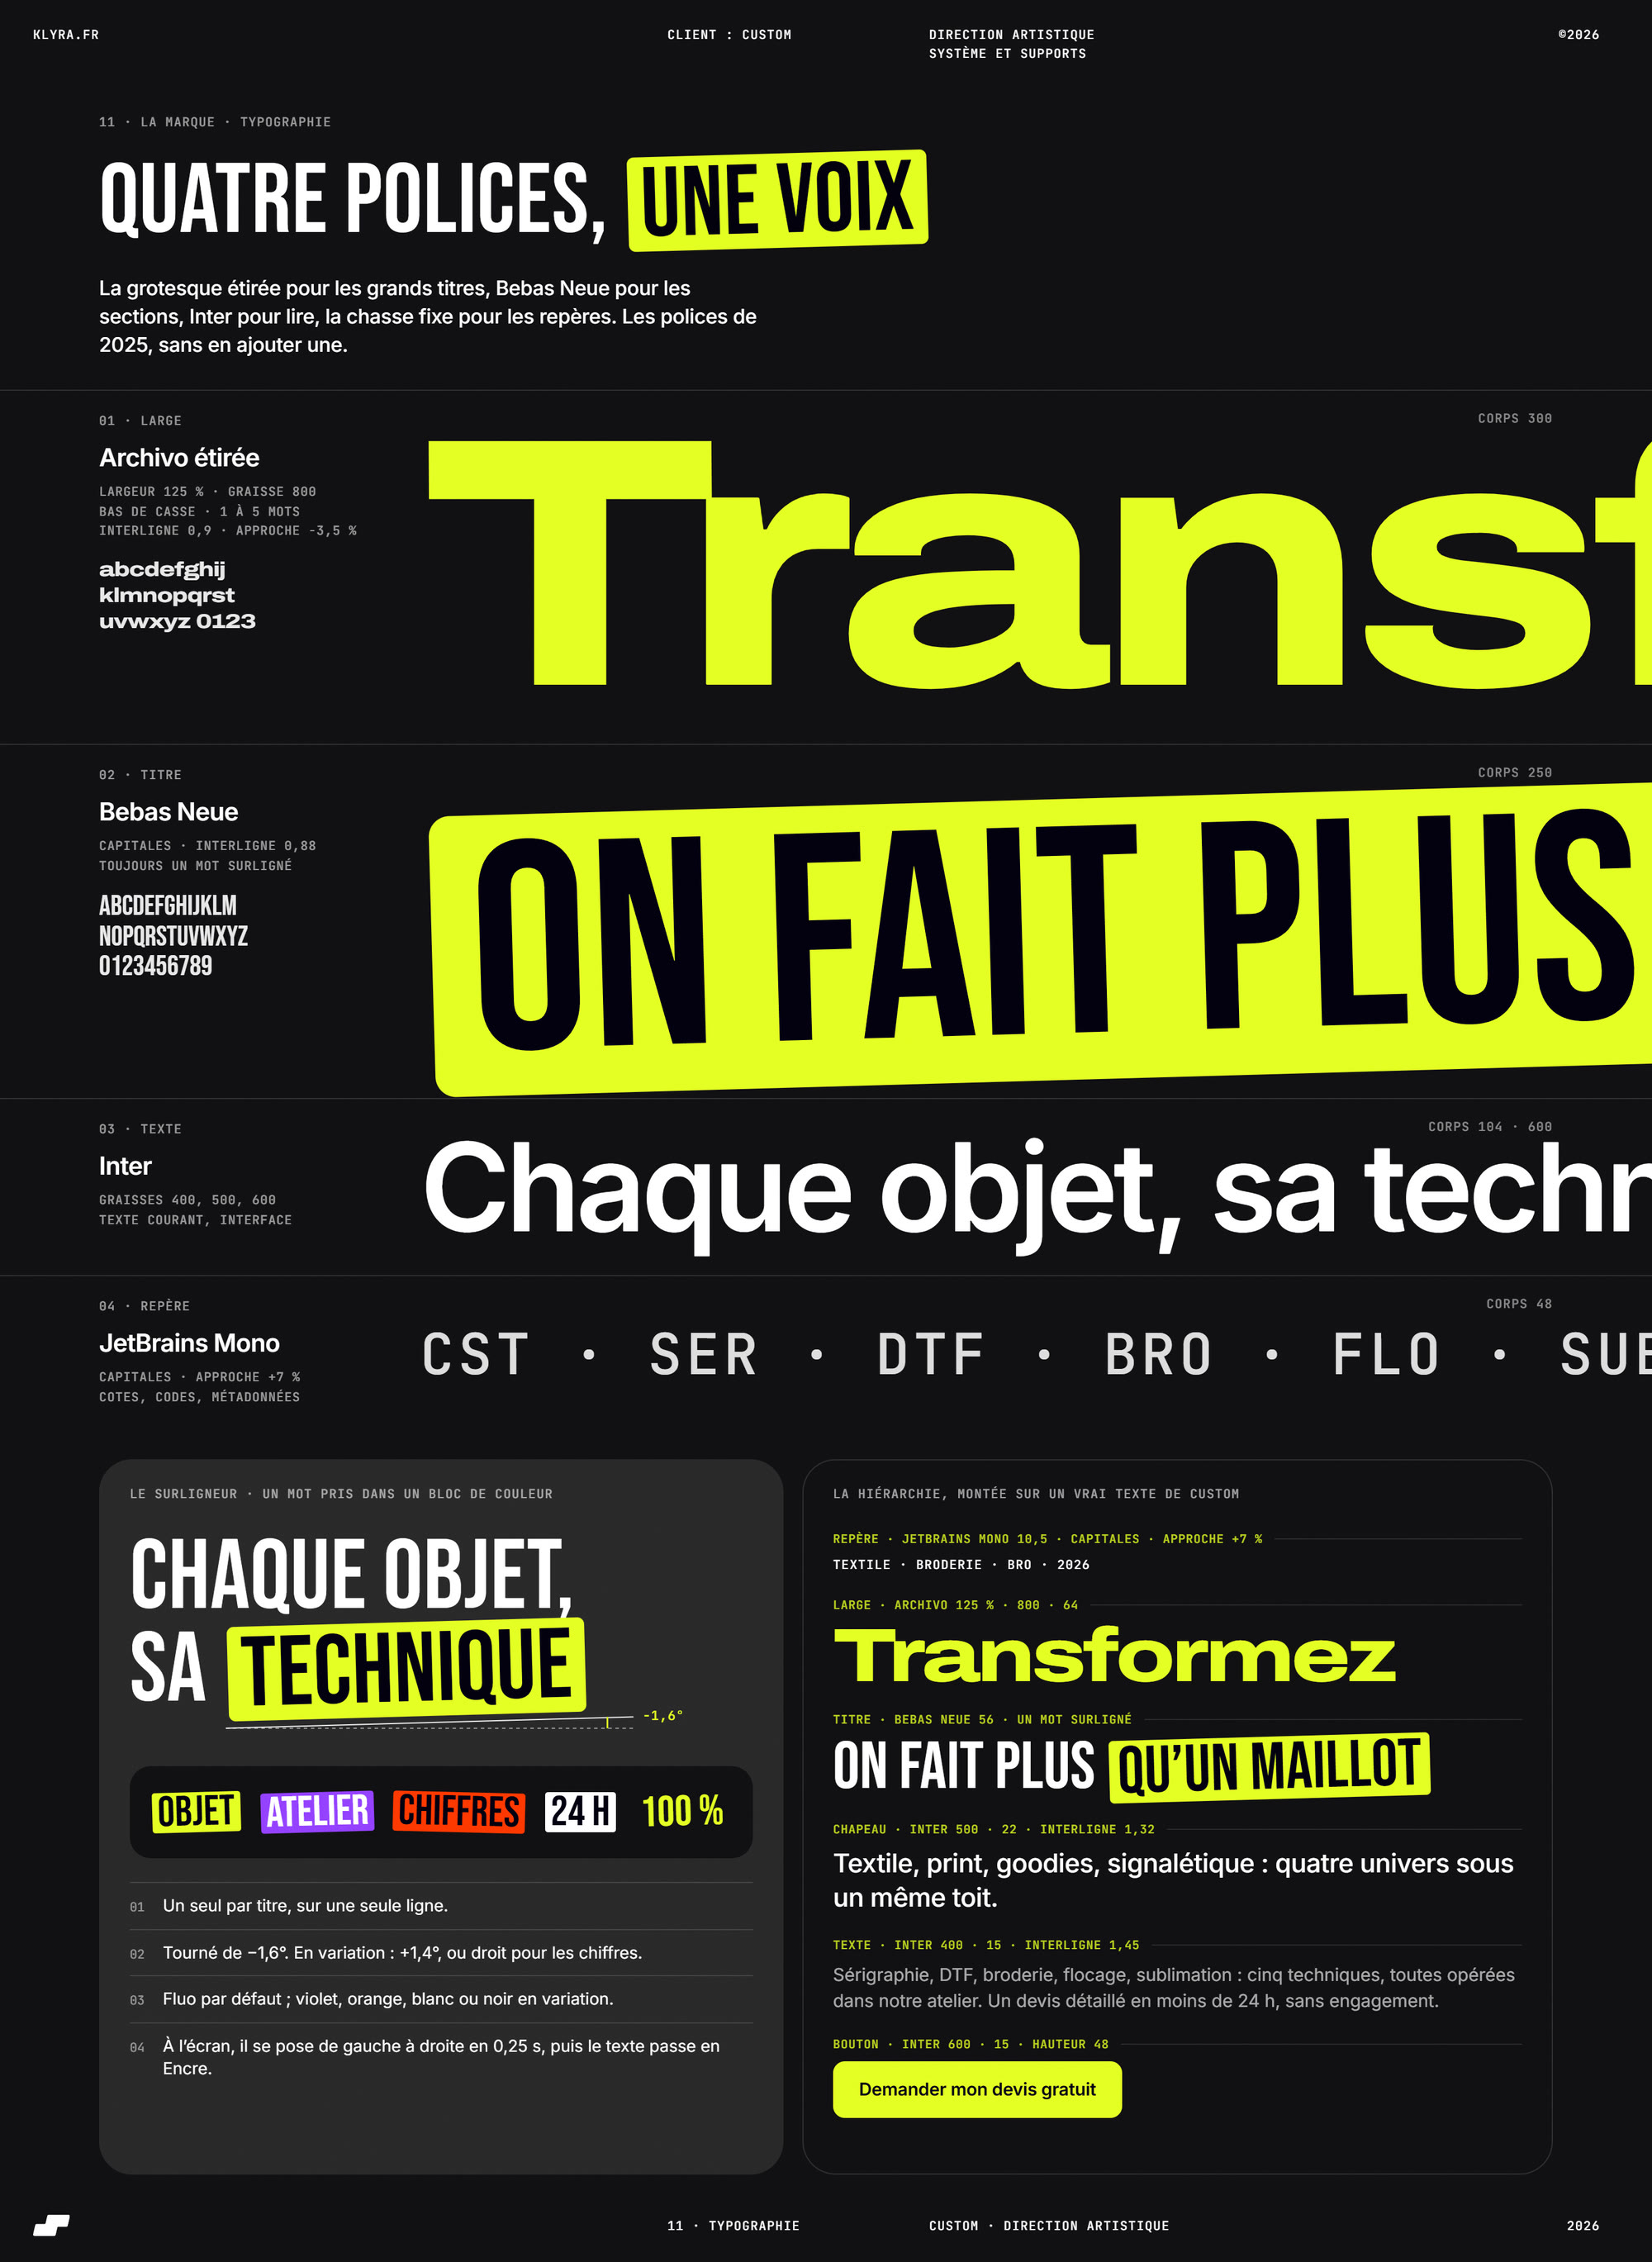 KLYRA.FR
CLIENT : CUSTOM
DIRECTION ARTISTIQUE
SYSTÈME ET SUPPORTS
©2026
11 · LA MARQUE · TYPOGRAPHIE
QUATRE POLICES, UNE VOIX
La grotesque étirée pour les grands titres, Bebas Neue pour les
sections, Inter pour lire, la chasse fixe pour les repères. Les polices de
2025, sans en ajouter une.
01 · LARGE
CORPS 300
Archivo étirée
LARGEUR 125 % · GRAISSE 800
BAS DE CASSE · 1 À 5 MOTS
INTERLIGNE 0,9 · APPROCHE -3,5 %
abcdefghij
klmnopqrst
uvwxyz 0123
Transf
02 · TITRE
CORPS 250
Bebas Neue
CAPITALES · INTERLIGNE 0,88
TOUJOURS UN MOT SURLIGNÉ
ABCDEFGHIJKLM
NOPQRSTUVWXYZ
0123456789
ON FAIT PLUS
03 · TEXTE
CORPS 104 · 600
Inter
GRAISSES 400, 500, 600
TEXTE COURANT, INTERFACE
Chaque objet, sa techn
04 · REPÈRE
CORPS 48
JetBrains Mono
CAPITALES · APPROCHE +7 %
COTES, CODES, MÉTADONNÉES
CST · SER · DTF · BRO · FLO · SUB
LE SURLIGNEUR · UN MOT PRIS DANS UN BLOC DE COULEUR
CHAQUE OBJET,
SA TECHNIQUE
-1,6°
OBJET ATELIER CHIFFRES 24 H 100 %
01 Un seul par titre, sur une seule ligne.
02 Tourné de −1,6°. En variation : +1,4°, ou droit pour les chiffres.
03 Fluo par défaut ; violet, orange, blanc ou noir en variation.
04 À l’écran, il se pose de gauche à droite en 0,25 s, puis le texte passe en
Encre.
LA HIÉRARCHIE, MONTÉE SUR UN VRAI TEXTE DE CUSTOM
REPÈRE · JETBRAINS MONO 10,5 · CAPITALES · APPROCHE +7 %
TEXTILE · BRODERIE · BRO · 2026
LARGE · ARCHIVO 125 % · 800 · 64
Transformez
TITRE · BEBAS NEUE 56 · UN MOT SURLIGNÉ
ON FAIT PLUS QU’UN MAILLOT
CHAPEAU · INTER 500 · 22 · INTERLIGNE 1,32
Textile, print, goodies, signalétique : quatre univers sous
un même toit.
TEXTE · INTER 400 · 15 · INTERLIGNE 1,45
Sérigraphie, DTF, broderie, flocage, sublimation : cinq techniques, toutes opérées
dans notre atelier. Un devis détaillé en moins de 24 h, sans engagement.
BOUTON · INTER 600 · 15 · HAUTEUR 48
Demander mon devis gratuit
11 · TYPOGRAPHIE
CUSTOM · DIRECTION ARTISTIQUE
2026